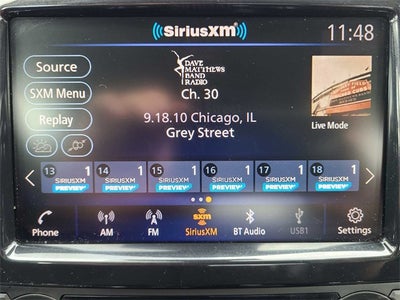 SiriusXM
11:48
Source
SXM Menu
Replay
DAVE
MATTHEWS
BAND
RADIO
Ch. 30
9.18.10 Chicago, IL
Grey Street
Live Mode
13 1 14 1 15 1 16 1 17 1 18 1
SIRIUSXM SIRIUSXM SIRIUSXM SIRIUSXM SIRIUSXM SIRIUSXM
PREVIEW PREVIEW PREVIEW PREVIEW PREVIEW PREVIEW
sxm
Phone AM FM SiriusXM BT Audio USB1 Settings